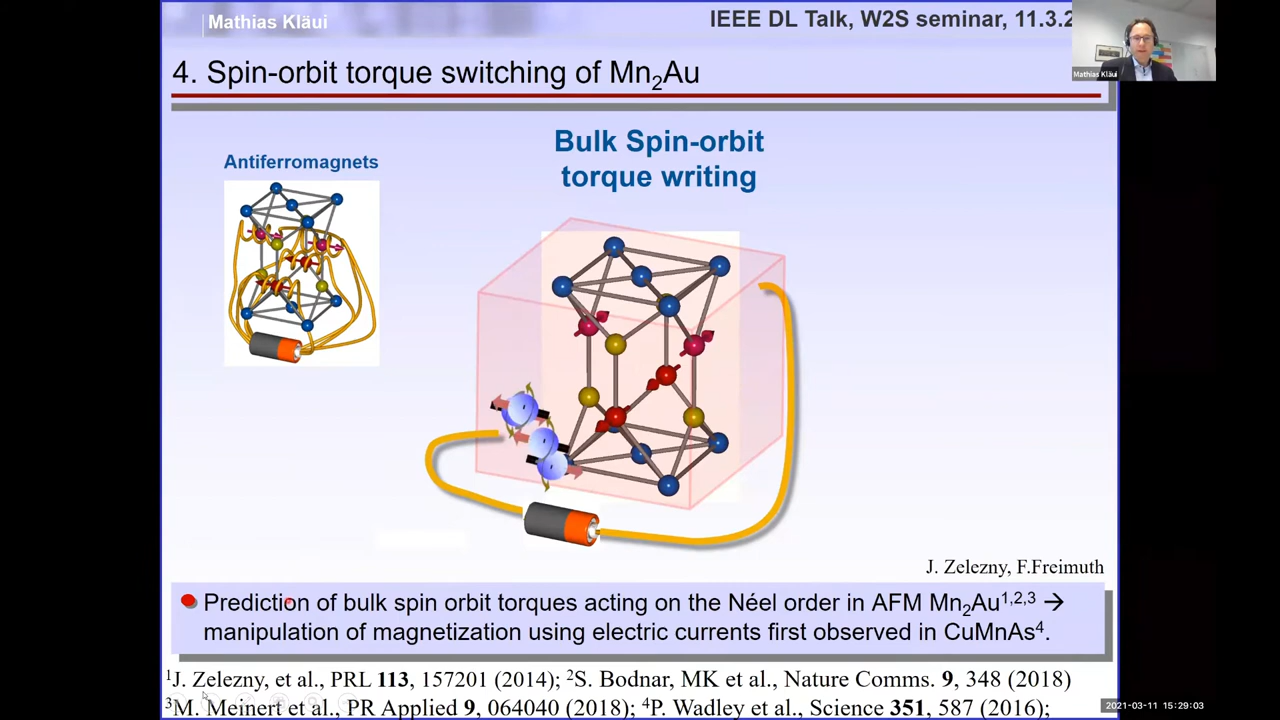 Mathias Kläui
IEEE DL Talk, W2S seminar, 11.3.2
Mathias Kläui
4. Spin-orbit torque switching of Mn₂Au
Bulk Spin-orbit
torque writing
Antiferromagnets
J. Zelezny, F.Freimuth
Prediction of bulk spin orbit torques acting on the Néel order in AFM Mn₂Au¹,²,³ →
manipulation of magnetization using electric currents first observed in CuMnAs⁴.
¹J. Zelezny, et al., PRL 113, 157201 (2014); ²S. Bodnar, MK et al., Nature Comms. 9, 348 (2018)
³M. Meinert et al., PR Applied 9, 064040 (2018); ⁴P. Wadley et al., Science 351, 587 (2016);
2021-03-11 15:29:03